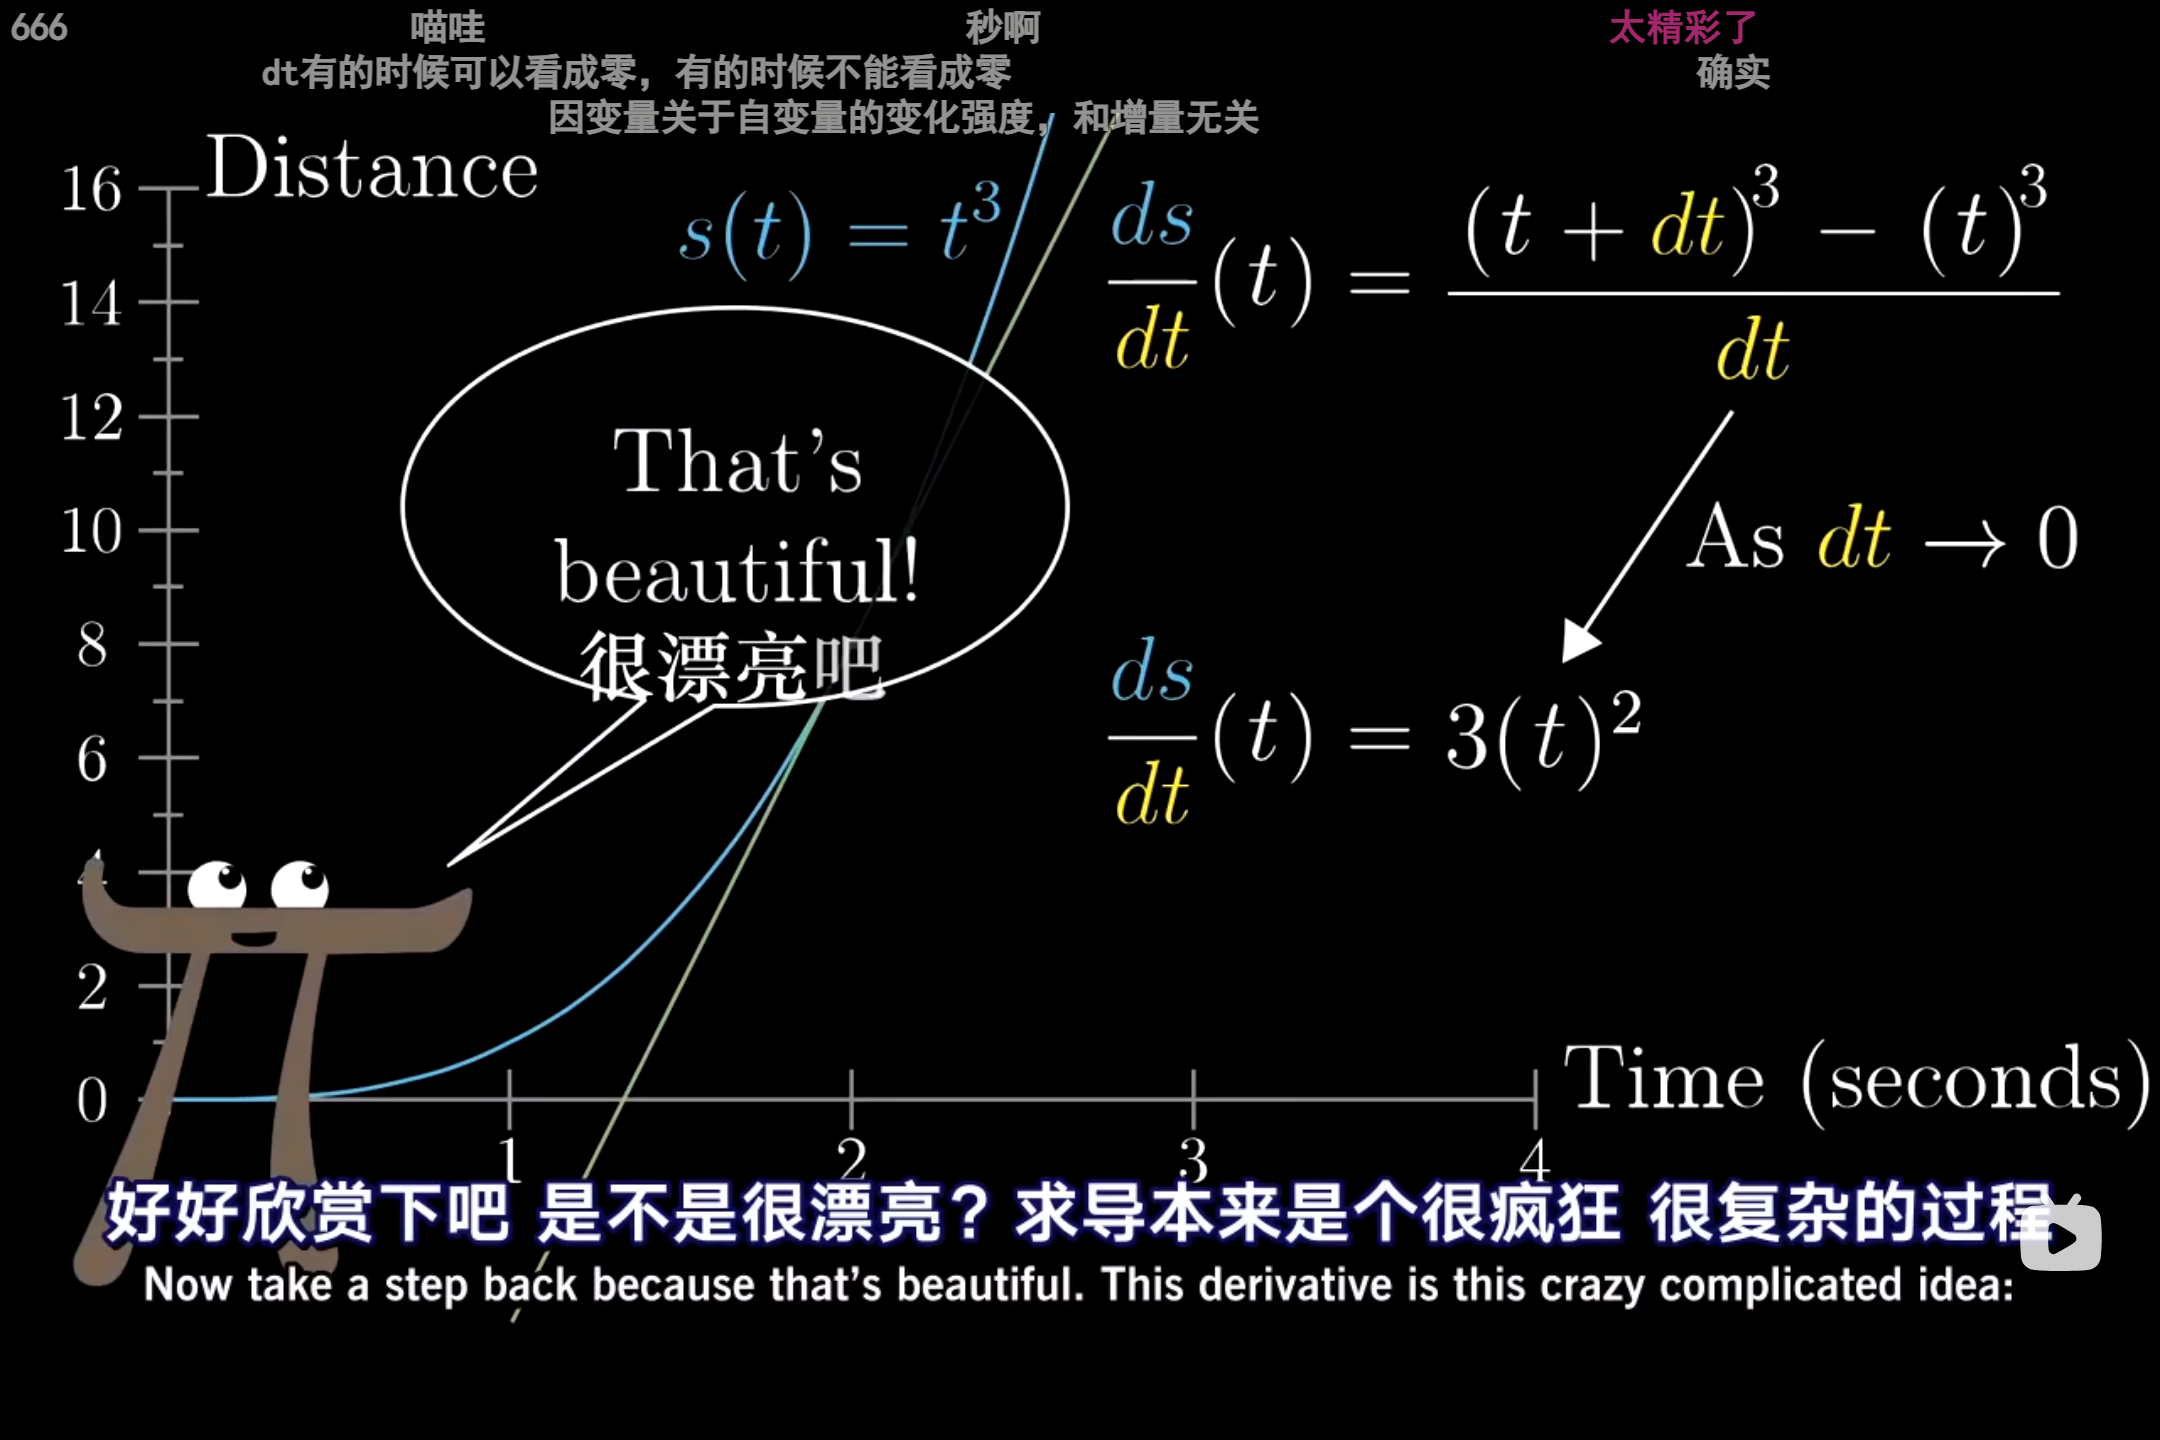 666 喵哇 秒啊 太精彩了
dt有的时候可以看成零，有的时候不能看成零 确实
因变量关于自变量的变化强度，和增量无关
Distance
16
14
12
10
8
6
4
2
0
s(t) = t³
ds/dt (t) = ((t + dt)³ − (t)³)/dt
That's
beautiful!
很漂亮吧
As dt → 0
ds/dt (t) = 3(t)²
Time (seconds)
1 2 3 4
好好欣赏下吧 是不是很漂亮？求导本来是个很疯狂 很复杂的过程
Now take a step back because that's beautiful. This derivative is this crazy complicated idea: